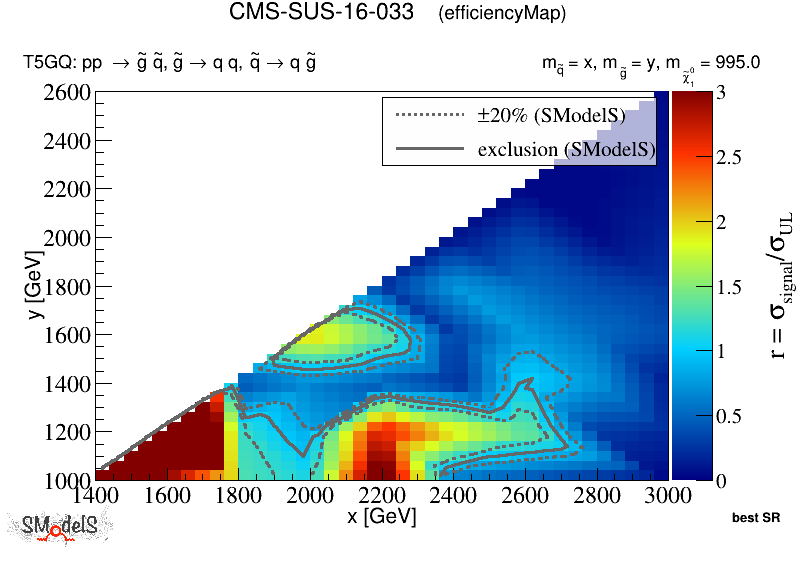 CMS-SUS-16-033 (efficiencyMap)
T5GQ: pp → g̃ q̃, g̃ → q q, q̃ → q g̃
m_q̃ = x, m_g̃ = y, m_χ̃₁⁰ = 995.0
±20% (SModelS)
exclusion (SModelS)
2600
2400
2200
2000
1800
1600
1400
1200
1000
y [GeV]
1400 1600 1800 2000 2200 2400 2600 2800 3000
x [GeV]
3
2.5
2
1.5
1
0.5
0
r = σ_signal/σ_UL
SModelS
best SR